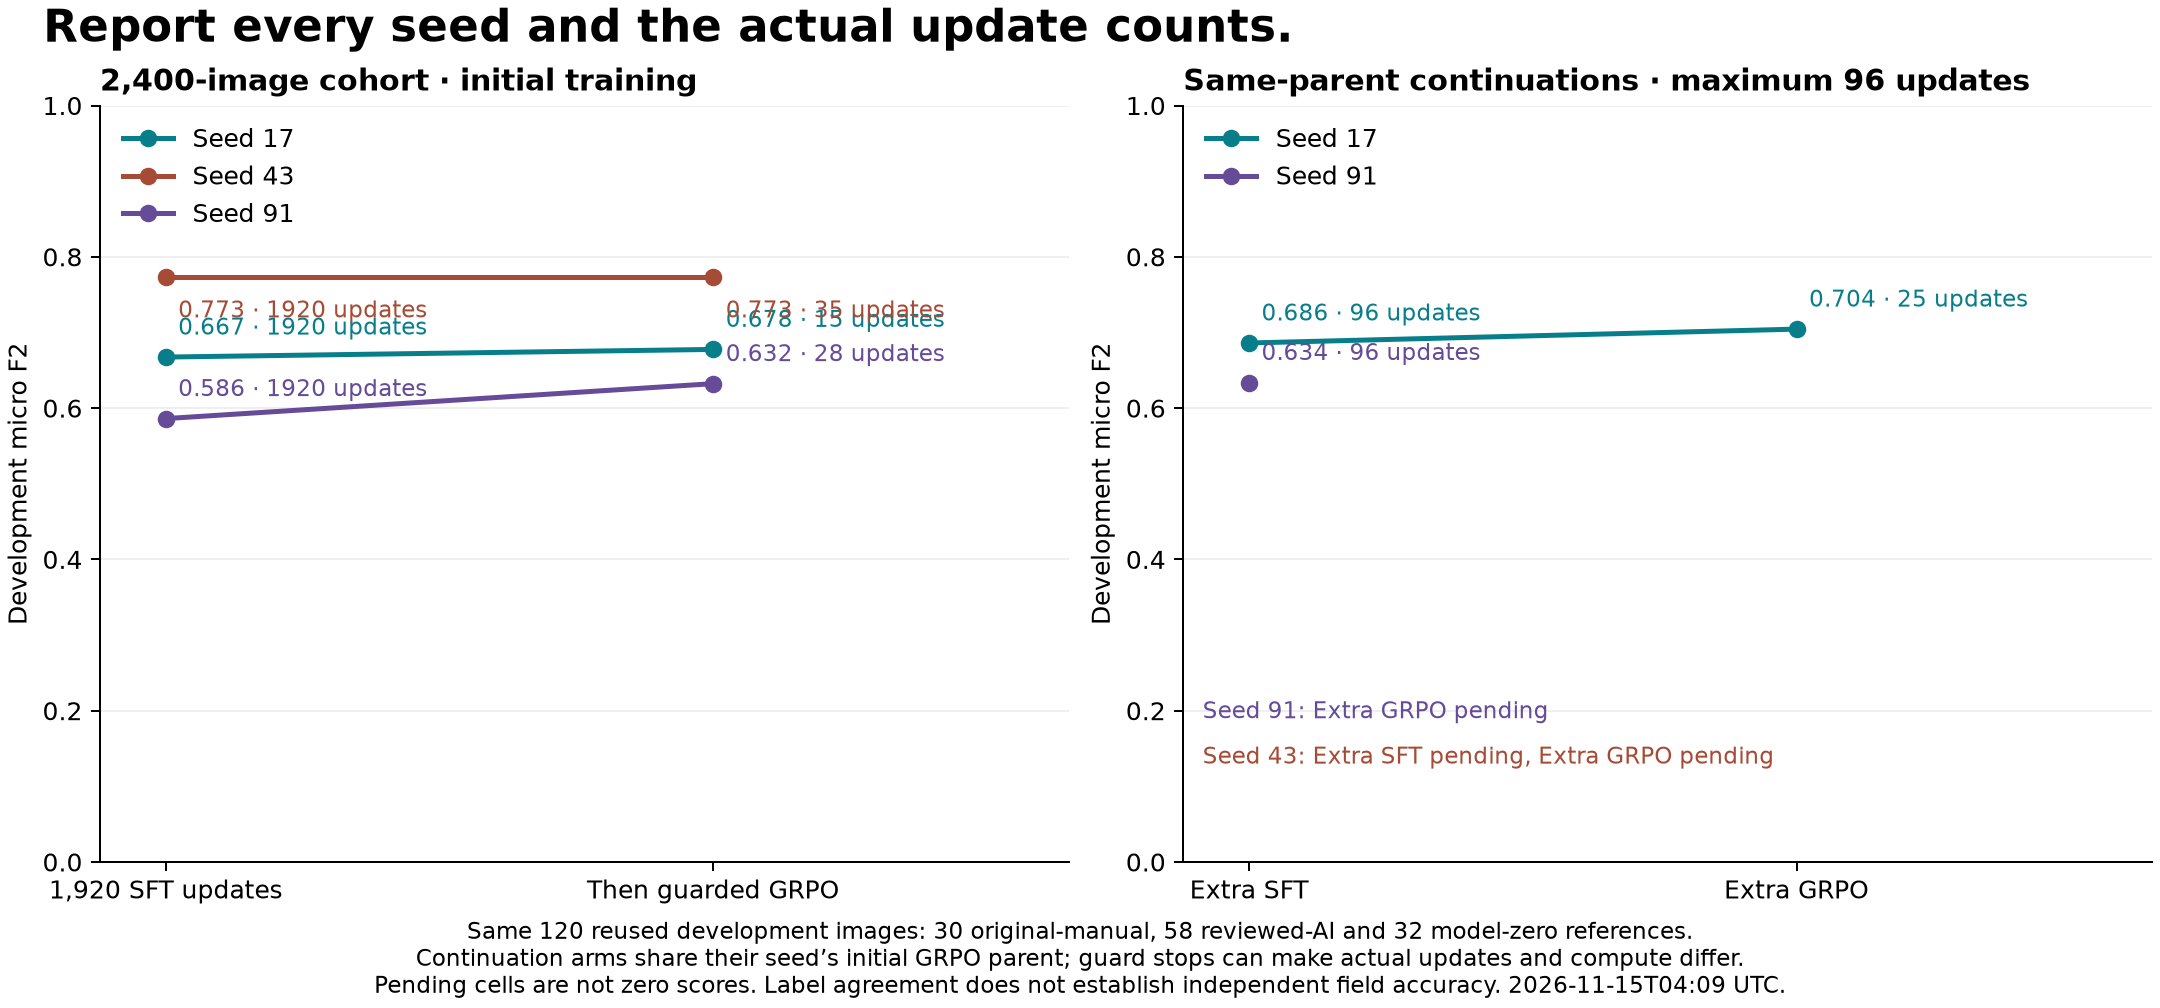 Report every seed and the actual update counts.
2,400-image cohort · initial training
1.0
Seed 17
Seed 43
Seed 91
0.8
0.773 · 1920 updates
0.667 · 1920 updates
0.773 · 35 updates
0.678 · 15 updates
0.632 · 28 updates
0.586 · 1920 updates
0.6
0.4
0.2
0.0
Development micro F2
1,920 SFT updates
Then guarded GRPO
Same-parent continuations · maximum 96 updates
1.0
Seed 17
Seed 91
0.8
0.704 · 25 updates
0.686 · 96 updates
0.634 · 96 updates
0.6
0.4
0.2
Seed 91: Extra GRPO pending
Seed 43: Extra SFT pending, Extra GRPO pending
0.0
Development micro F2
Extra SFT
Extra GRPO
Same 120 reused development images: 30 original-manual, 58 reviewed-AI and 32 model-zero references.
Continuation arms share their seed’s initial GRPO parent; guard stops can make actual updates and compute differ.
Pending cells are not zero scores. Label agreement does not establish independent field accuracy. 2026-11-15T04:09 UTC.